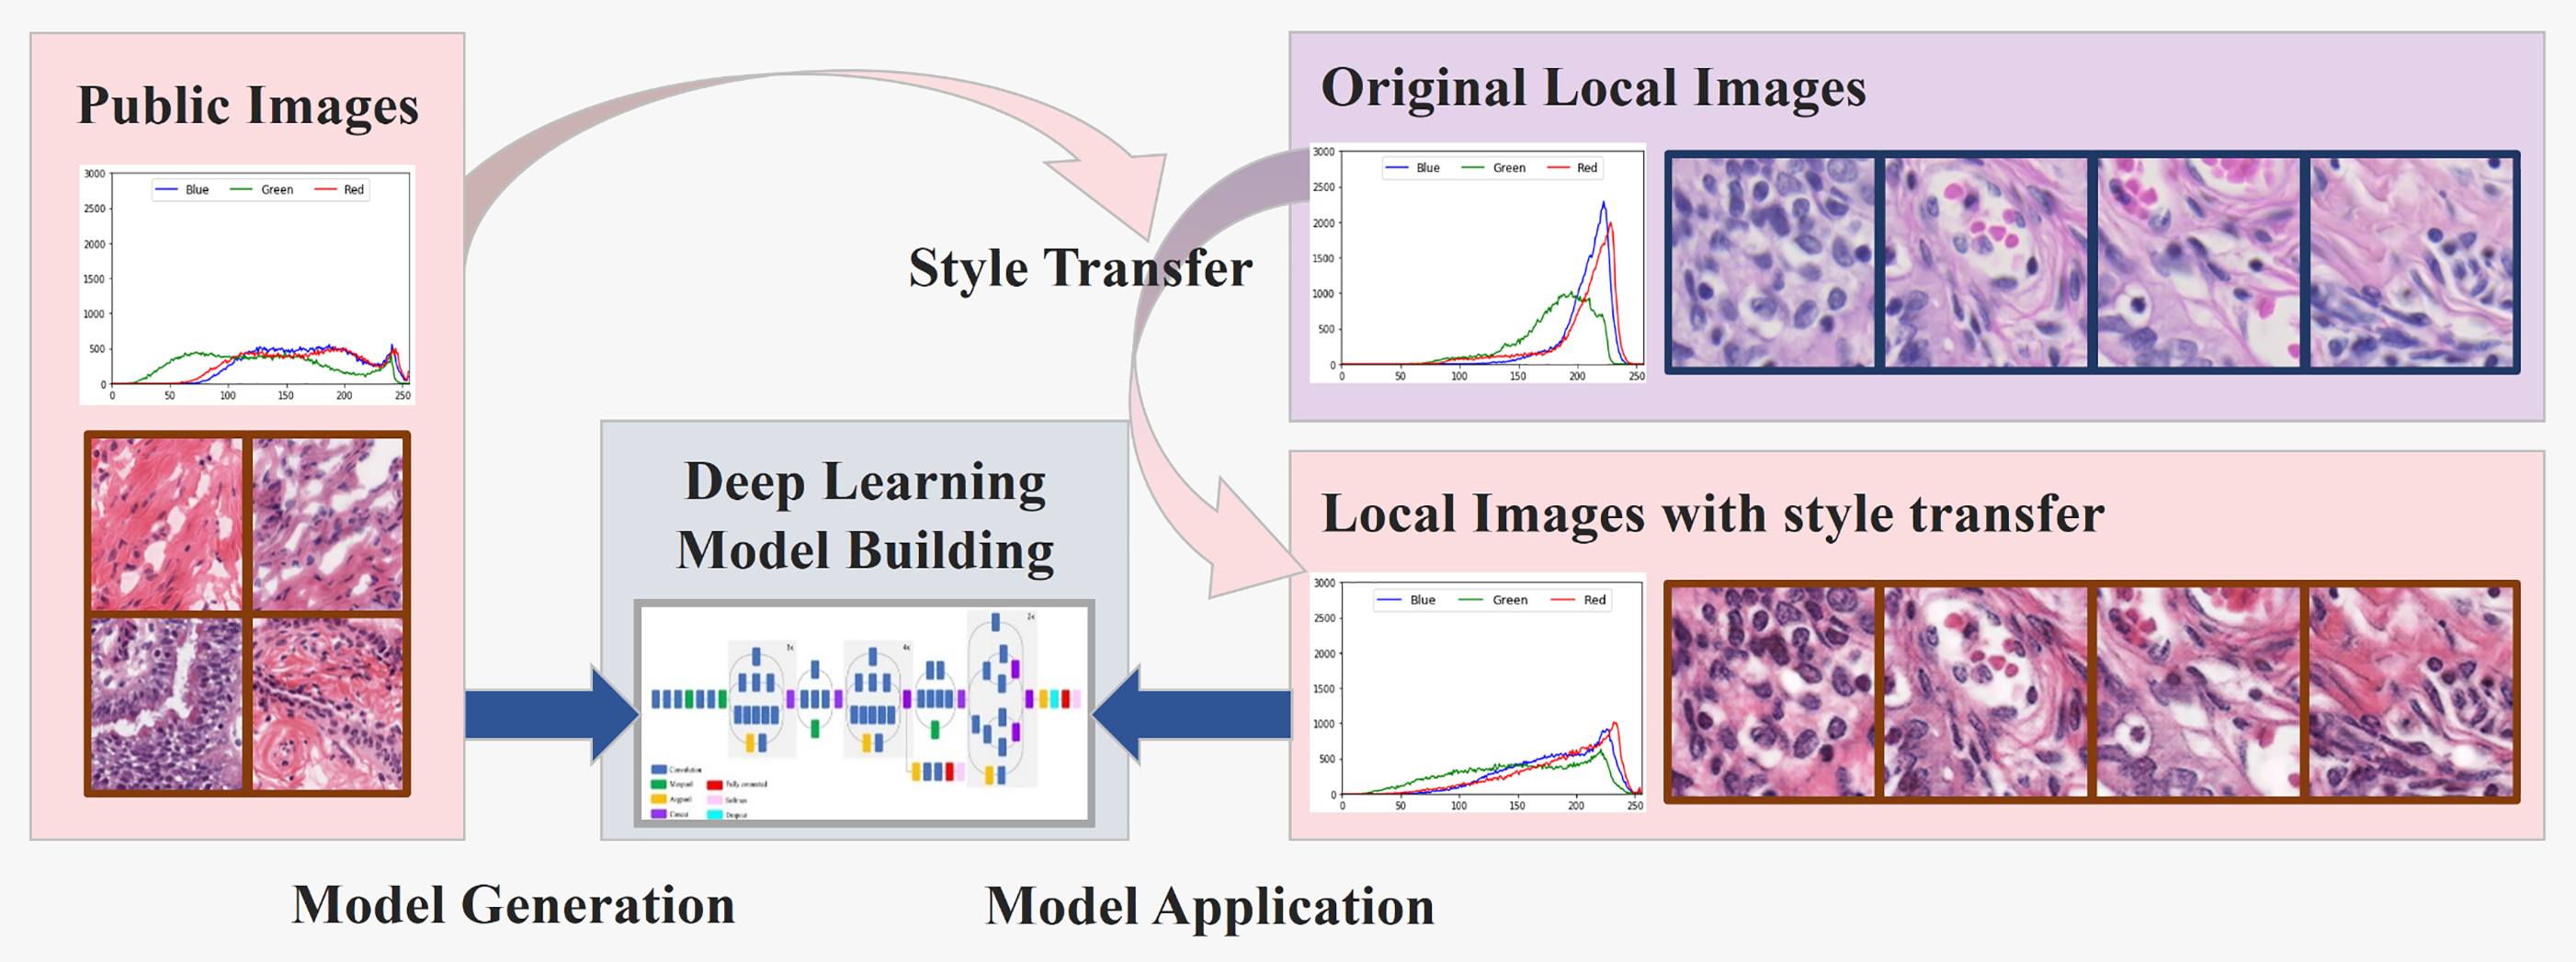 Public Images
3000
Blue
Green
Red
2500
2000
1500
1000
500
0
0 50 100 150 200 250
Style Transfer
Original Local Images
3000
Blue
Green
Red
2500
2000
1500
1000
500
0
0 50 100 150 200 250
Deep Learning
Model Building
3x
4x
2x
Convolution
Maxpool
Fully connected
Avgpool
Softmax
Concat
Dropout
Local Images with style transfer
3000
Blue
Green
Red
2500
2000
1500
1000
500
0
0 50 100 150 200 250
Model Generation
Model Application